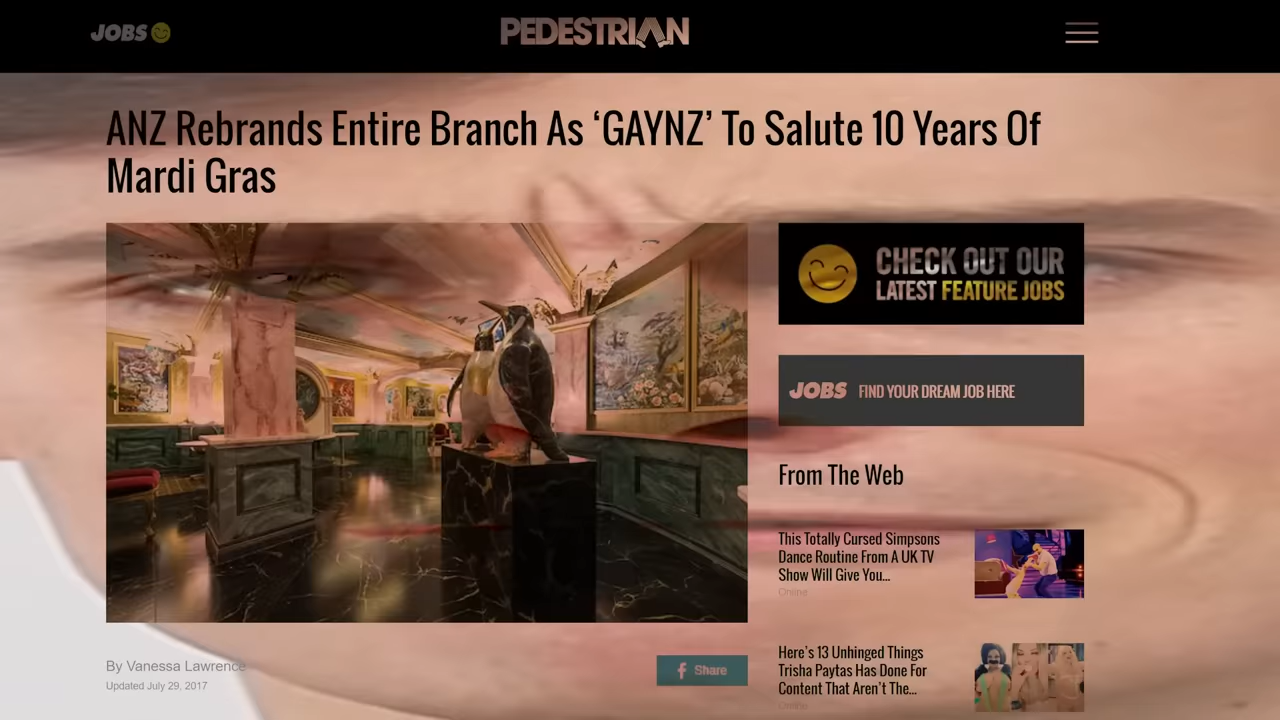 JOBS
PEDESTRIAN
ANZ Rebrands Entire Branch As ‘GAYNZ’ To Salute 10 Years Of
Mardi Gras
CHECK OUT OUR
LATEST FEATURE JOBS
JOBS FIND YOUR DREAM JOB HERE
From The Web
This Totally Cursed Simpsons
Dance Routine From A UK TV
Show Will Give You...
Online
Here’s 13 Unhinged Things
Trisha Paytas Has Done For
Content That Aren’t The...
Online
By Vanessa Lawrence
Updated July 29, 2017
Share